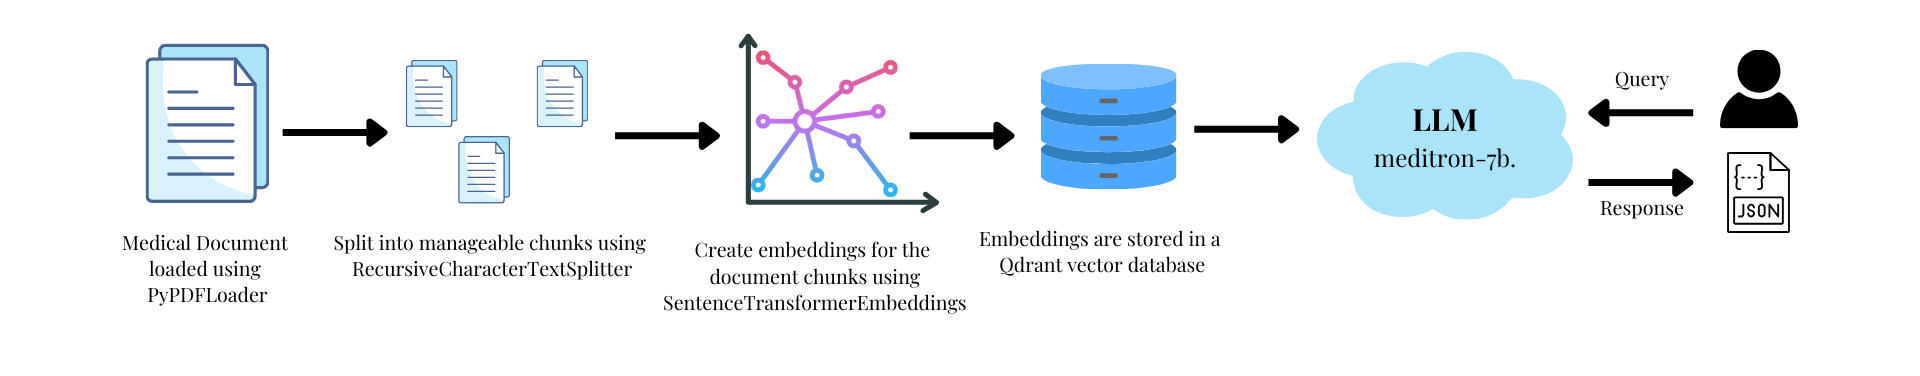 Medical Document
loaded using
PyPDFLoader
Split into manageable chunks using
RecursiveCharacterTextSplitter
Create embeddings for the
document chunks using
SentenceTransformerEmbeddings
Embeddings are stored in a
Qdrant vector database
LLM
meditron-7b.
Query
Response
{---}
JSON